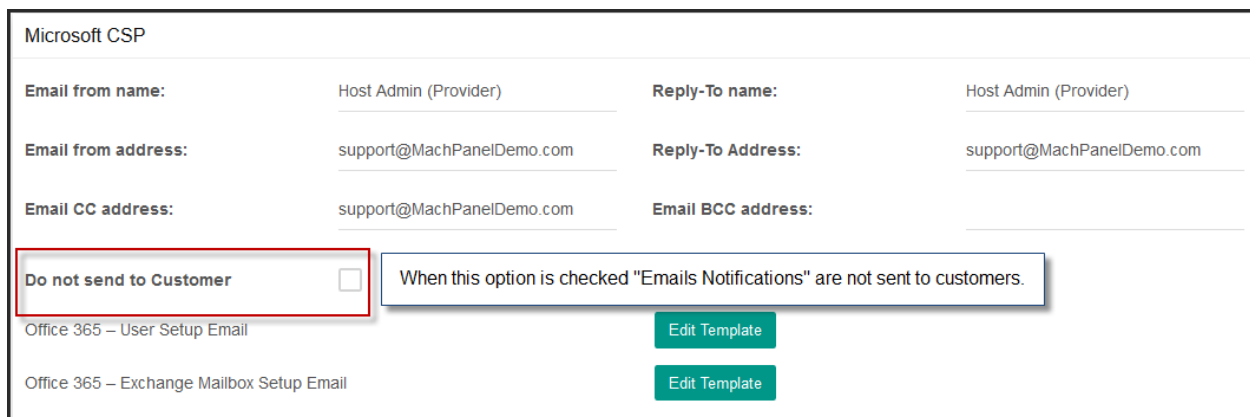 Microsoft CSP
Email from name: Host Admin (Provider) Reply-To name: Host Admin (Provider)
Email from address: support@MachPanelDemo.com Reply-To Address: support@MachPanelDemo.com
Email CC address: support@MachPanelDemo.com Email BCC address:
Do not send to Customer When this option is checked "Emails Notifications" are not sent to customers.
Office 365 – User Setup Email Edit Template
Office 365 – Exchange Mailbox Setup Email Edit Template